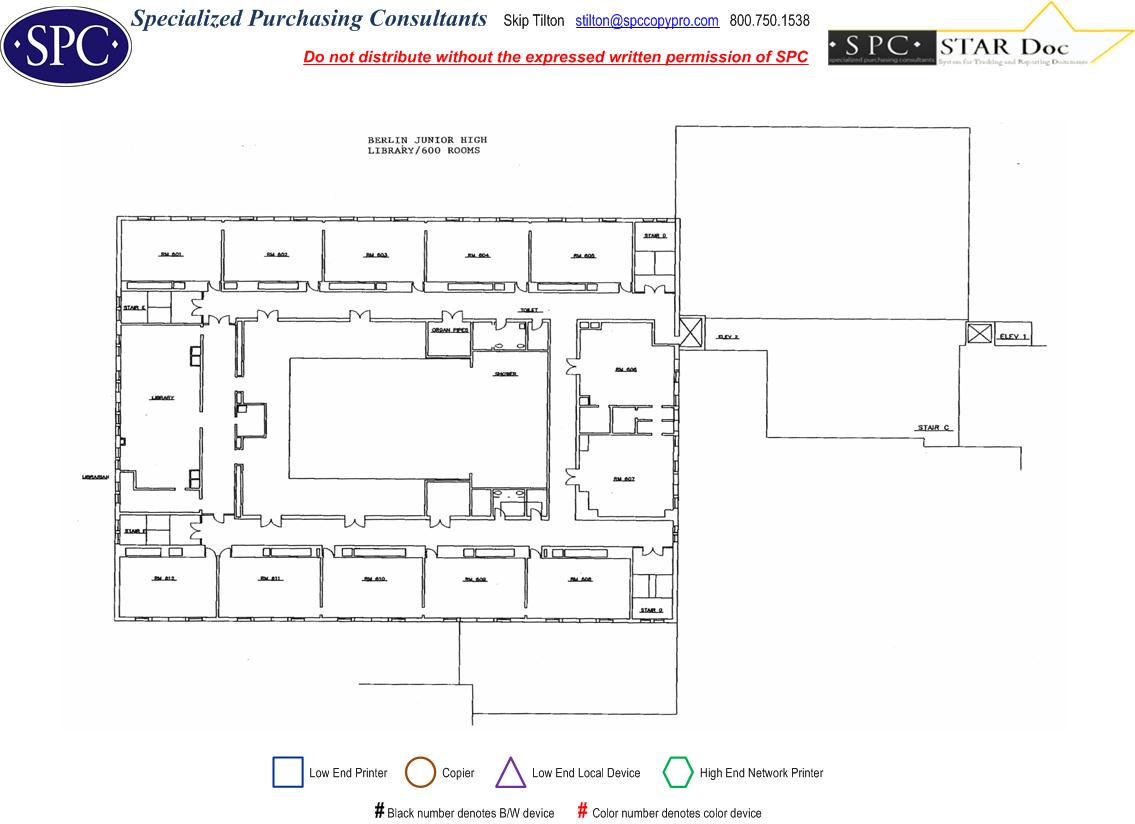 Specialized Purchasing Consultants Skip Tilton stilton@spccopypro.com 800.750.1538
SPC
Do not distribute without the expressed written permission of SPC
SPC STAR Doc
specialized purchasing consultants System for Tracking and Reporting Documents
BERLIN JUNIOR HIGH
LIBRARY/600 ROOMS
STAIR D
RM 601 RM 602 RM 603 RM 604 RM 605
STAIR E
TOILET
ORGAN PIPES
ELEV 2 ELEV 1
SHOWER
RM 606
LIBRARY
STAIR C
LIBRARIAN
RM 607
RM 612 RM 611 RM 610 RM 609 RM 608
STAIR G
Low End Printer Copier Low End Local Device High End Network Printer
# Black number denotes B/W device # Color number denotes color device